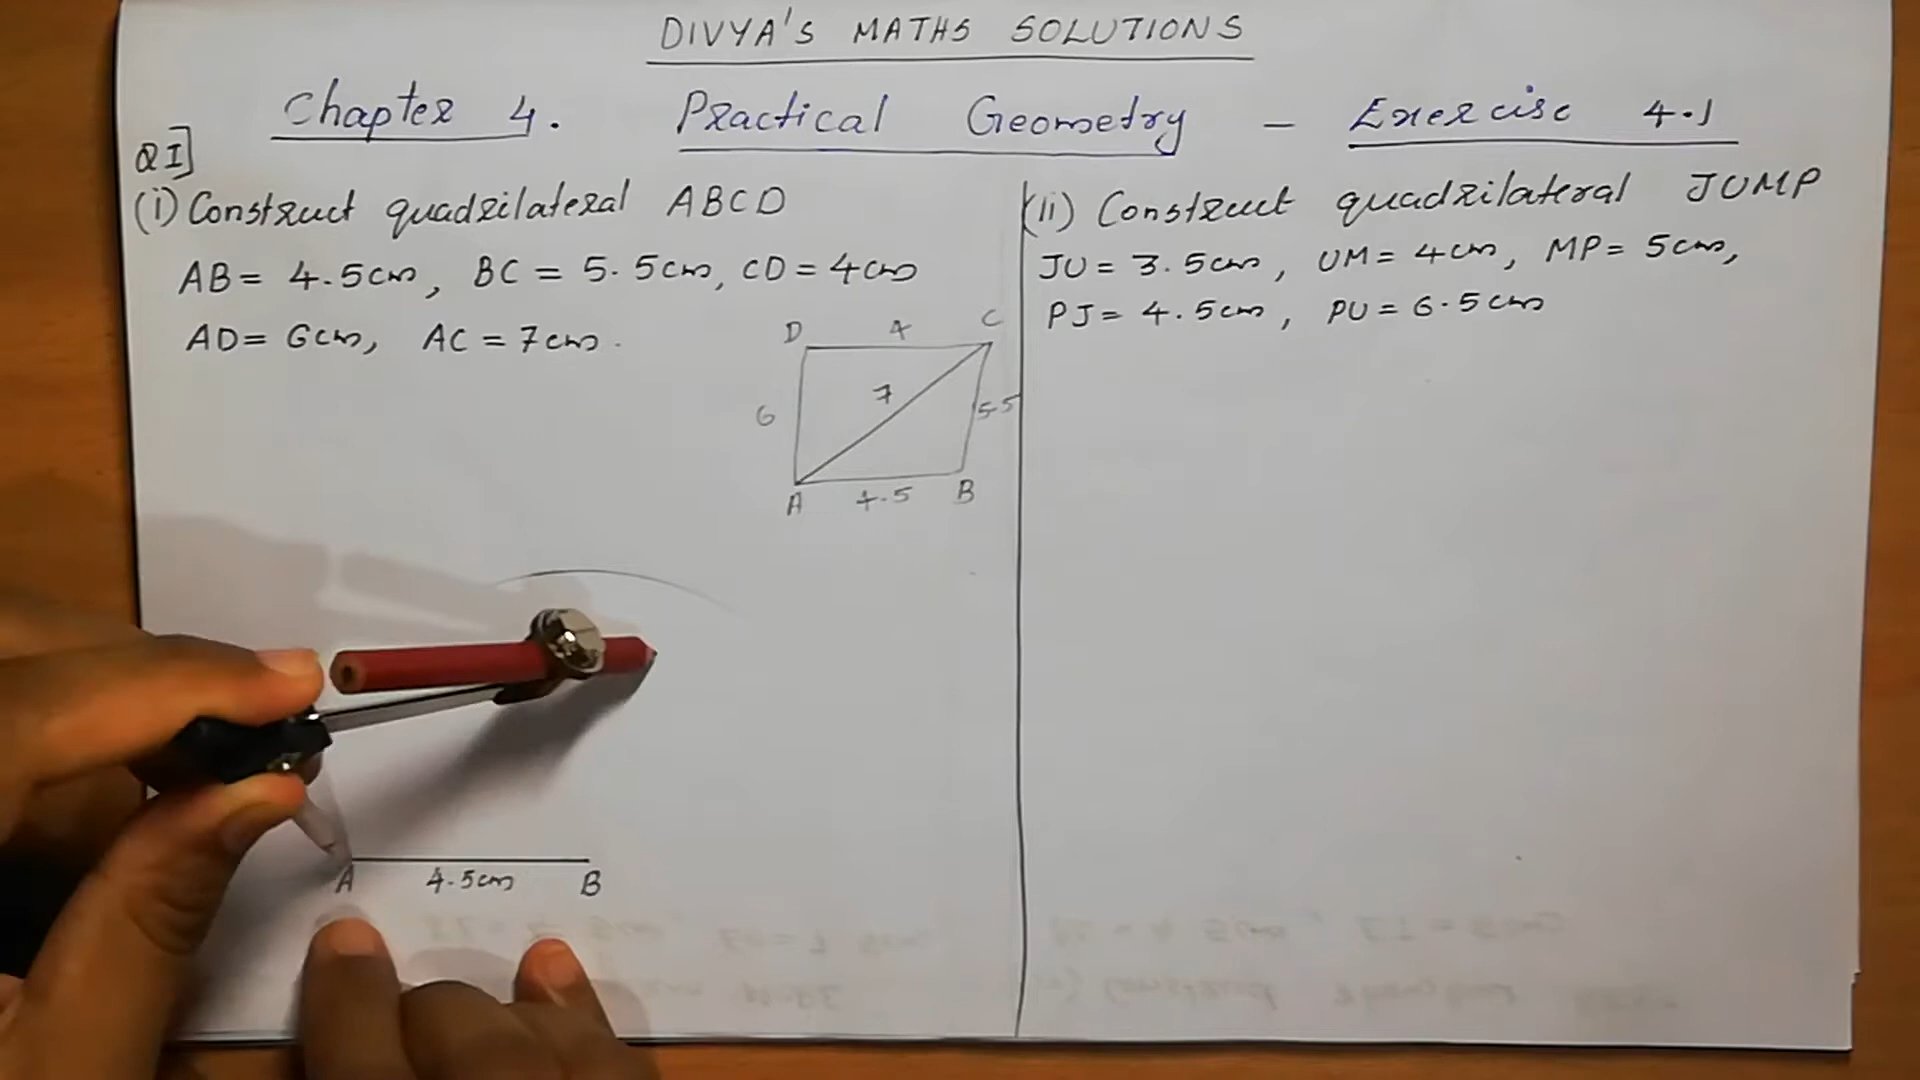 DIVYA'S MATHS SOLUTIONS
Chapter 4. Practical Geometry - Exercise 4.1
QI]
(i) Construct quadrilateral ABCD
AB = 4.5cm, BC = 5.5cm, CD = 4cm
AD = 6cm, AC = 7cm.
D 4 C
7
6 5.5
A 4.5 B
A 4.5cm B
(ii) Construct quadrilateral JUMP
JU = 3.5cm, UM = 4cm, MP = 5cm,
PJ = 4.5cm, PU = 6.5cm